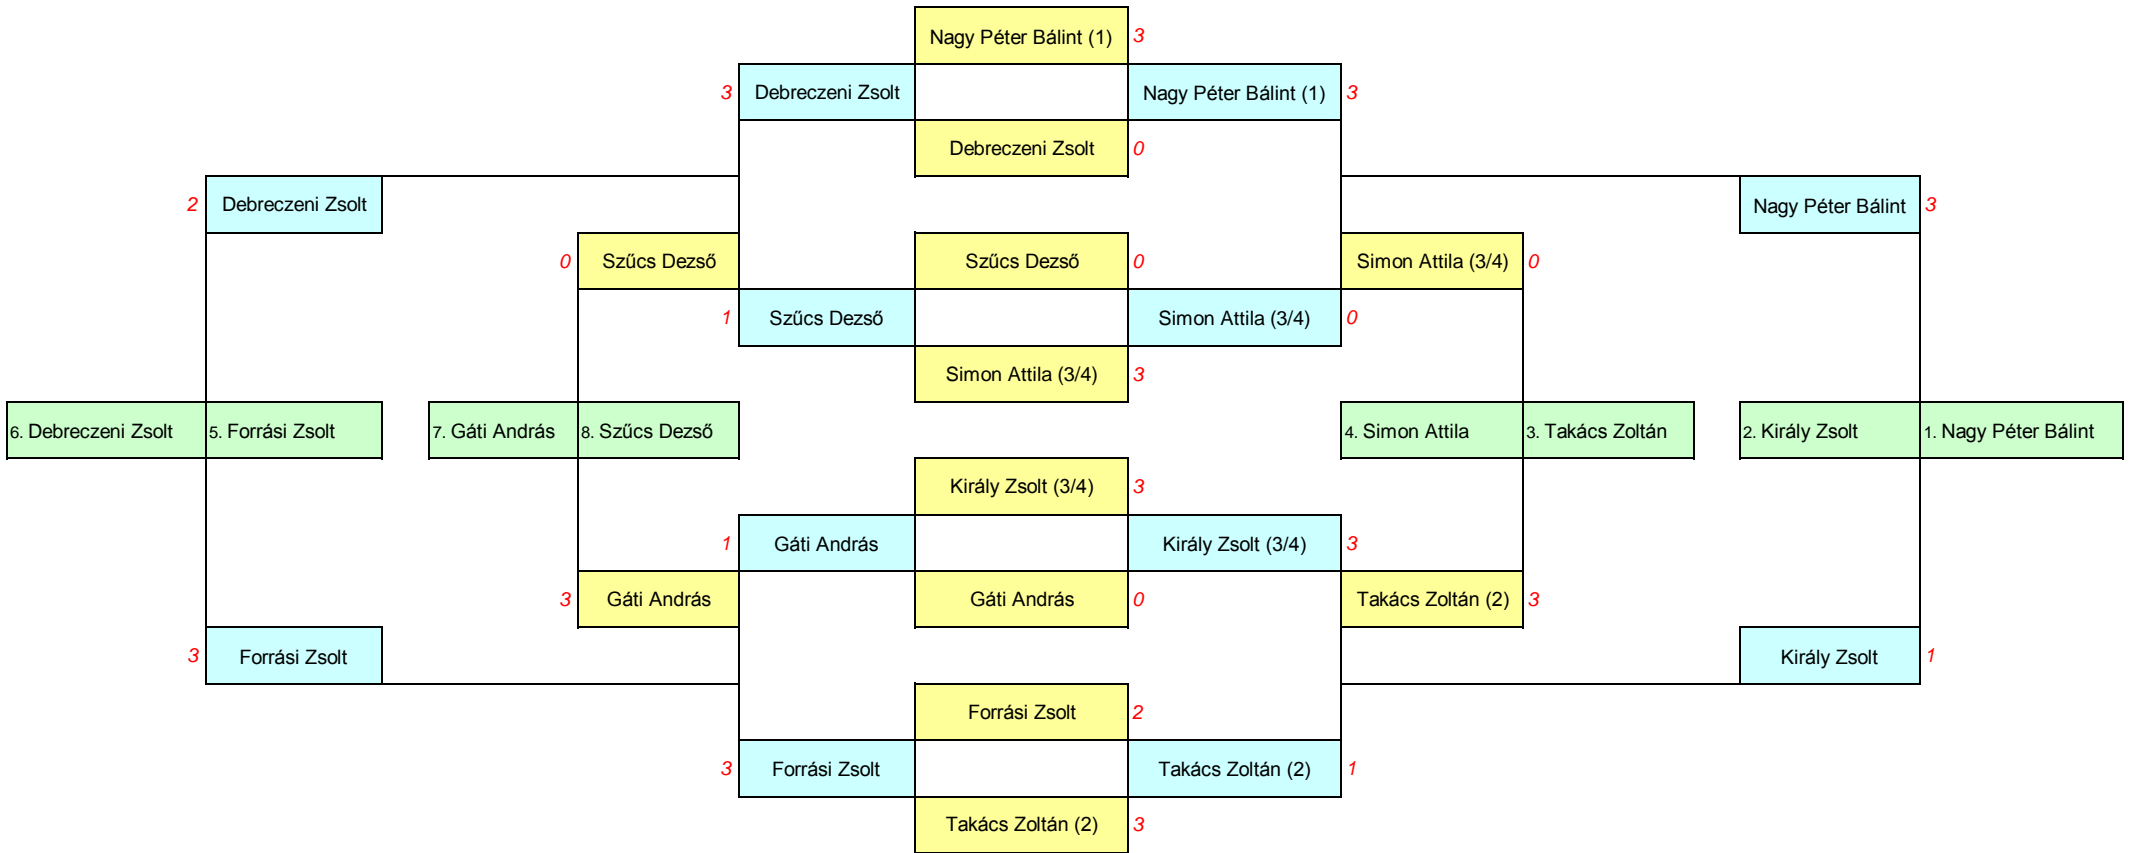 Nagy Péter Bálint (1) 3
3 Debreczeni Zsolt Nagy Péter Bálint (1) 3
Debreczeni Zsolt 0
2 Debreczeni Zsolt Nagy Péter Bálint 3
0 Szűcs Dezső Szűcs Dezső 0 Simon Attila (3/4) 0
1 Szűcs Dezső Simon Attila (3/4) 0
Simon Attila (3/4) 3
6. Debreczeni Zsolt 5. Forrási Zsolt 7. Gáti András 8. Szűcs Dezső 4. Simon Attila 3. Takács Zoltán 2. Király Zsolt 1. Nagy Péter Bálint
Király Zsolt (3/4) 3
1 Gáti András Király Zsolt (3/4) 3
3 Gáti András Gáti András 0 Takács Zoltán (2) 3
3 Forrási Zsolt Király Zsolt 1
Forrási Zsolt 2
3 Forrási Zsolt Takács Zoltán (2) 1
Takács Zoltán (2) 3